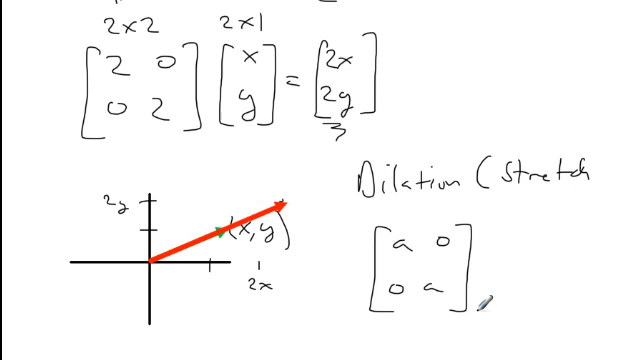 2x2 2x1
[2 0 [x = [2x
0 2] y] 2y]
Dilation (Stretch
2y
(x, y)
2x
[a 0
0 a]